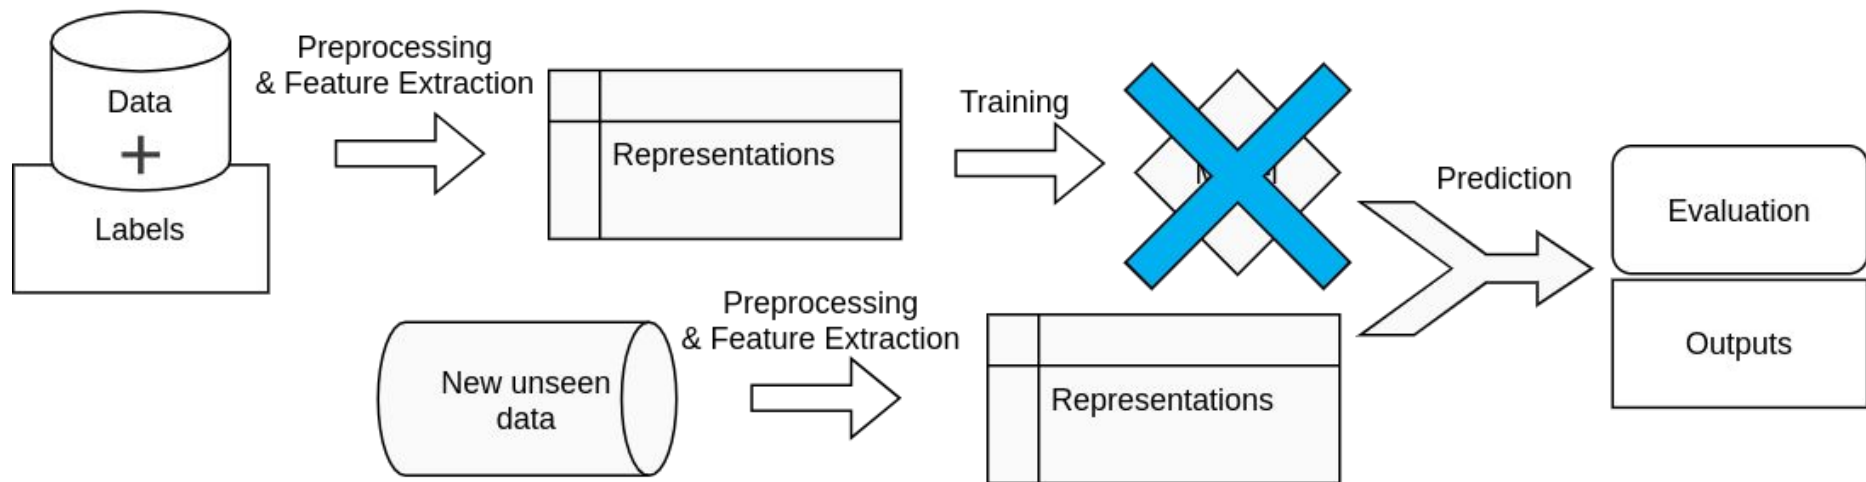 Data
+
Labels
Preprocessing
& Feature Extraction
Representations
Training
New unseen
data
Preprocessing
& Feature Extraction
Representations
Prediction
Evaluation
Outputs